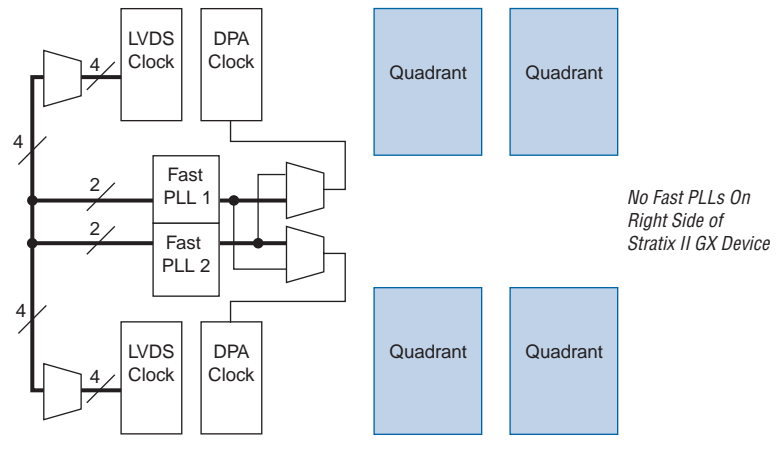 LVDS
Clock
DPA
Clock
Quadrant
Quadrant
4
4
2
Fast
PLL 1
2
Fast
PLL 2
No Fast PLLs On
Right Side of
Stratix II GX Device
4
4
LVDS
Clock
DPA
Clock
Quadrant
Quadrant